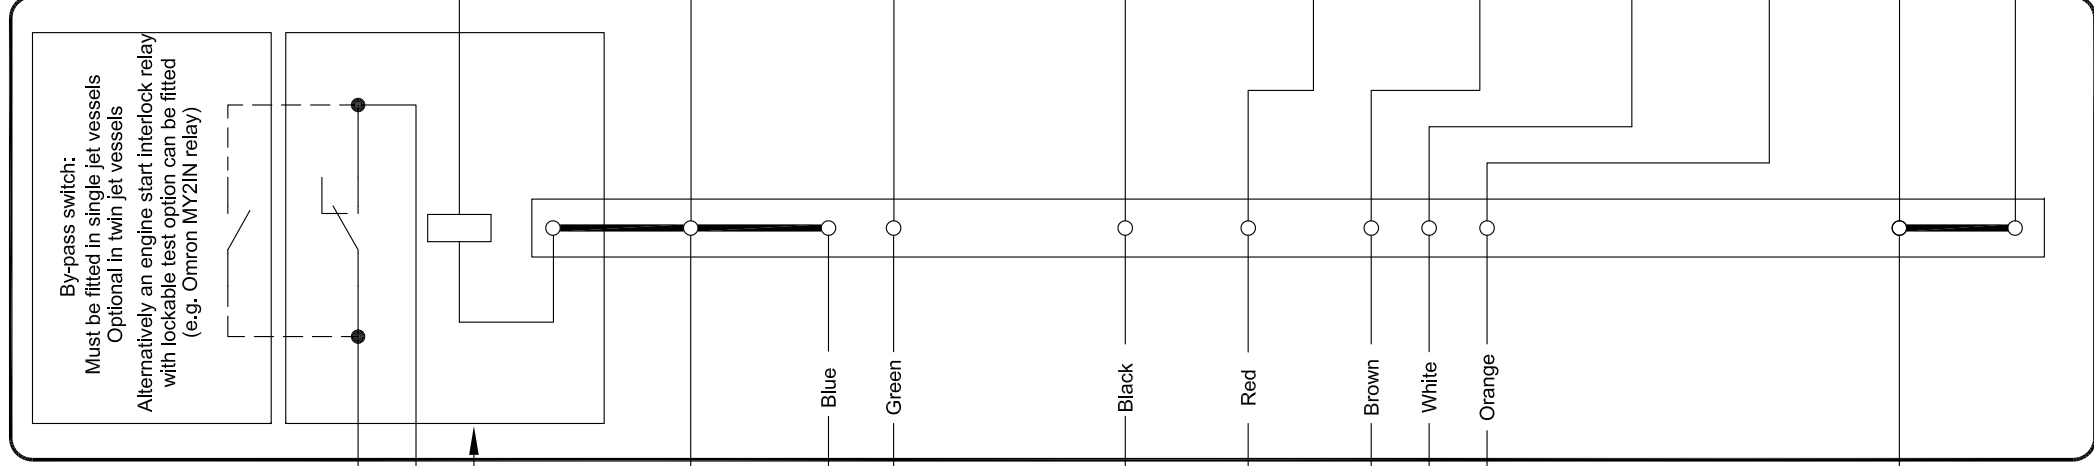 By-pass switch:
Must be fitted in single jet vessels
Optional in twin jet vessels
Alternatively an engine start interlock relay
with lockable test option can be fitted
(e.g. Omron MY2IN relay)
Blue
Green
Black
Red
Brown
White
Orange